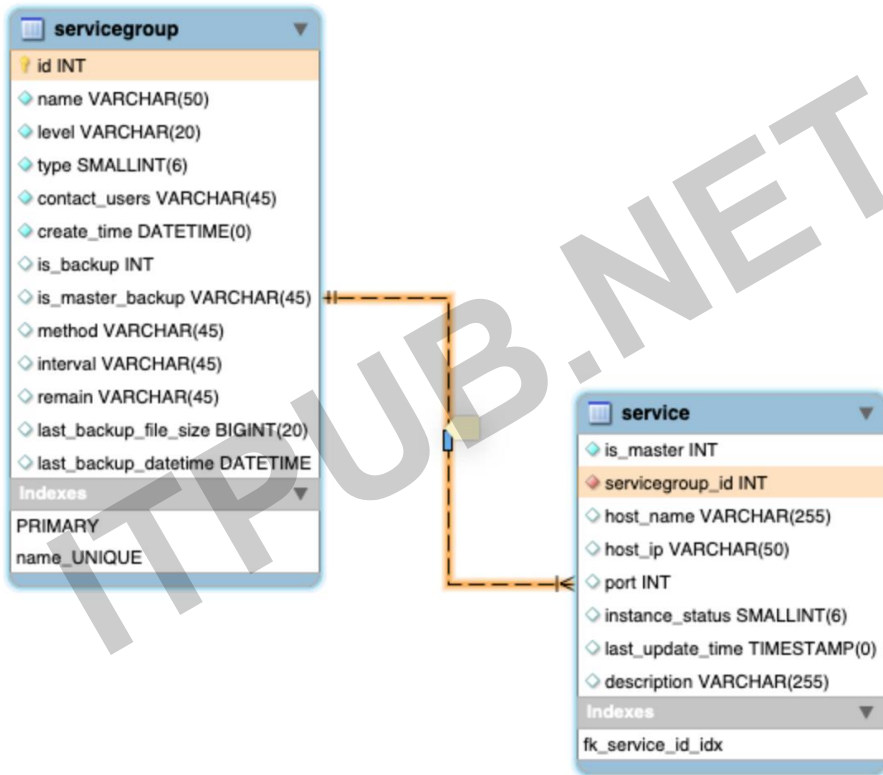 servicegroup
id INT
name VARCHAR(50)
level VARCHAR(20)
type SMALLINT(6)
contact_users VARCHAR(45)
create_time DATETIME(0)
is_backup INT
is_master_backup VARCHAR(45)
method VARCHAR(45)
interval VARCHAR(45)
remain VARCHAR(45)
last_backup_file_size BIGINT(20)
last_backup_datetime DATETIME
Indexes
PRIMARY
name_UNIQUE
service
is_master INT
servicegroup_id INT
host_name VARCHAR(255)
host_ip VARCHAR(50)
port INT
instance_status SMALLINT(6)
last_update_time TIMESTAMP(0)
description VARCHAR(255)
Indexes
fk_service_id_idx
ITPUB.NET